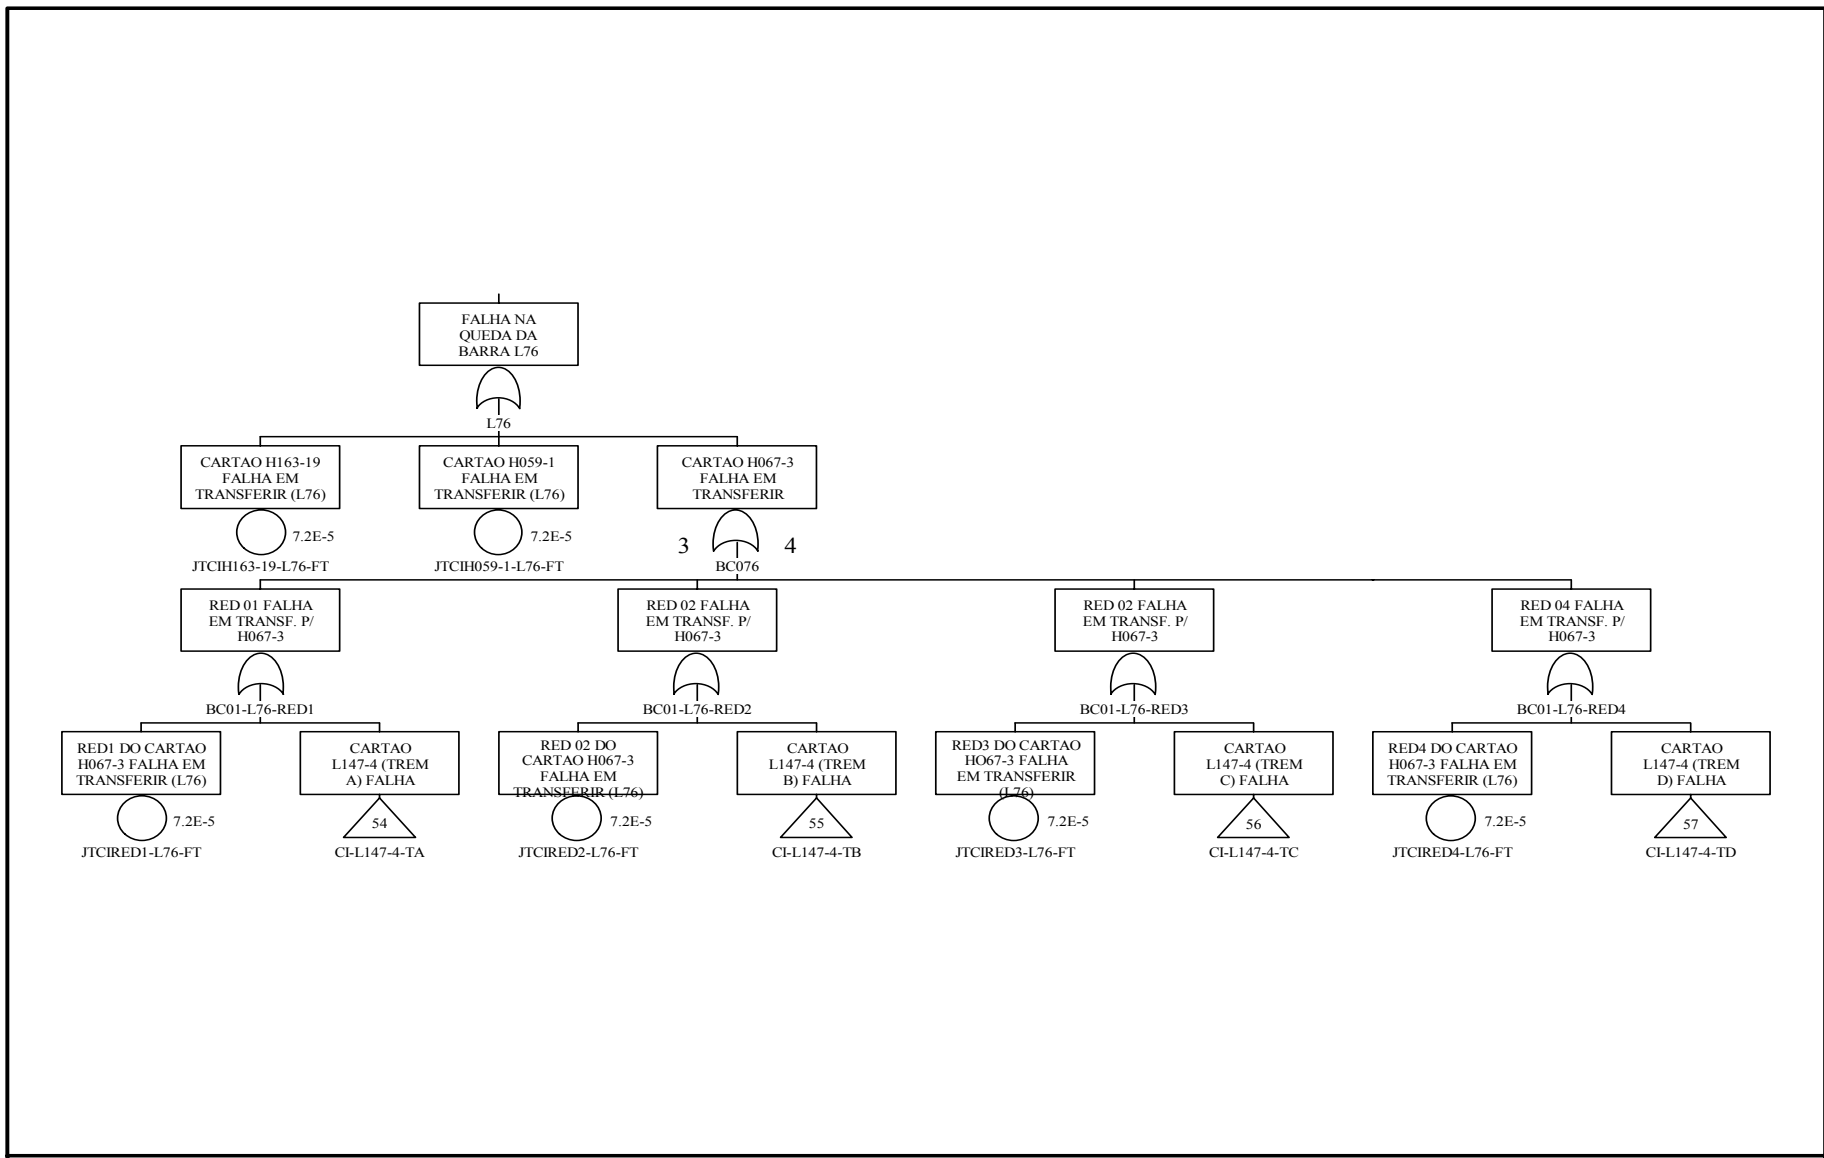 FALHA NA
QUEDA DA
BARRA L76
L76
CARTAO H163-19
FALHA EM
TRANSFERIR (L76)
7.2E-5
JTCIH163-19-L76-FT
CARTAO H059-1
FALHA EM
TRANSFERIR (L76)
7.2E-5
JTCIH059-1-L76-FT
CARTAO H067-3
FALHA EM
TRANSFERIR
3
4
BC076
RED 01 FALHA
EM TRANSF. P/
H067-3
BC01-L76-RED1
RED 02 FALHA
EM TRANSF. P/
H067-3
BC01-L76-RED2
RED 02 FALHA
EM TRANSF. P/
H067-3
BC01-L76-RED3
RED 04 FALHA
EM TRANSF. P/
H067-3
BC01-L76-RED4
RED1 DO CARTAO
H067-3 FALHA EM
TRANSFERIR (L76)
7.2E-5
JTCIRED1-L76-FT
CARTAO
L147-4 (TREM
A) FALHA
54
CI-L147-4-TA
RED 02 DO
CARTAO H067-3
FALHA EM
TRANSFERIR (L76)
7.2E-5
JTCIRED2-L76-FT
CARTAO
L147-4 (TREM
B) FALHA
55
CI-L147-4-TB
RED3 DO CARTAO
HO67-3 FALHA
EM TRANSFERIR
(L76)
7.2E-5
JTCIRED3-L76-FT
CARTAO
L147-4 (TREM
C) FALHA
56
CI-L147-4-TC
RED4 DO CARTAO
H067-3 FALHA EM
TRANSFERIR (L76)
7.2E-5
JTCIRED4-L76-FT
CARTAO
L147-4 (TREM
D) FALHA
57
CI-L147-4-TD